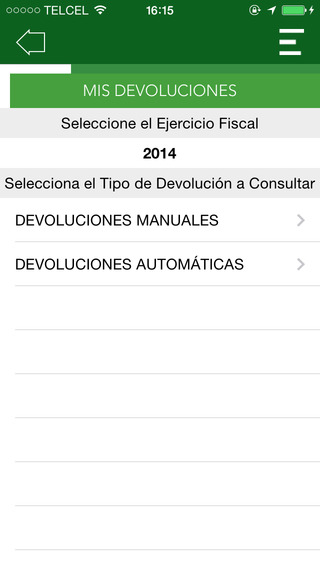 TELCEL 16:15
MIS DEVOLUCIONES
Seleccione el Ejercicio Fiscal
2014
Selecciona el Tipo de Devolución a Consultar
DEVOLUCIONES MANUALES
DEVOLUCIONES AUTOMÁTICAS